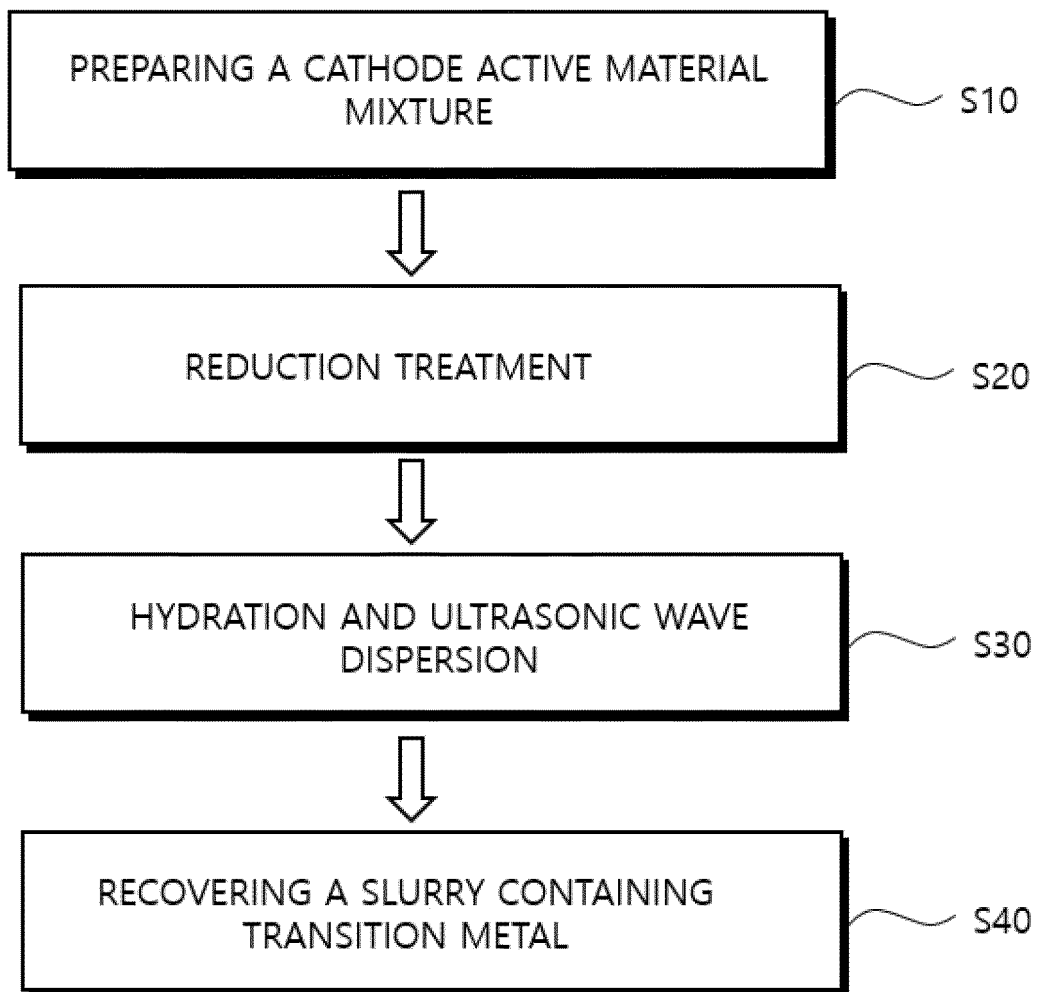 PREPARING A CATHODE ACTIVE MATERIAL
MIXTURE
S10
REDUCTION TREATMENT
S20
HYDRATION AND ULTRASONIC WAVE
DISPERSION
S30
RECOVERING A SLURRY CONTAINING
TRANSITION METAL
S40